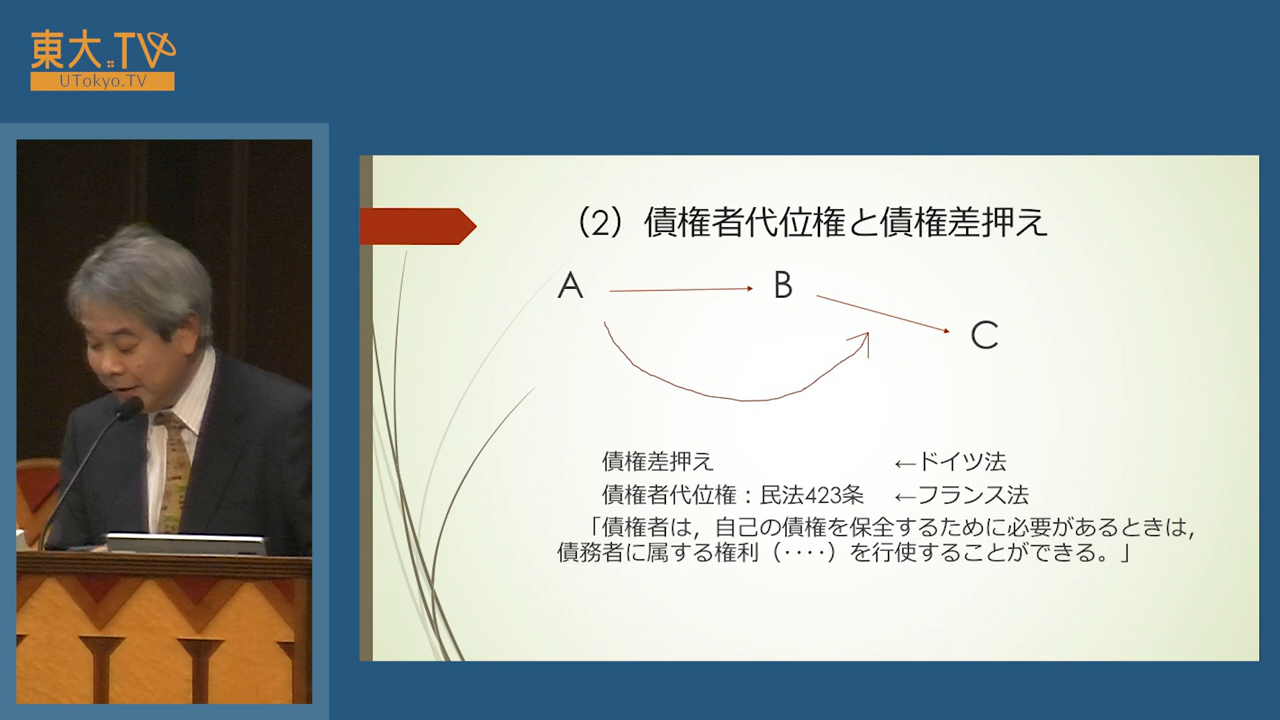 東大.TV
UTokyo.TV
（2）債権者代位権と債権差押え
A
B
C
債権差押え ←ドイツ法
債権者代位権：民法423条 ←フランス法
「債権者は，自己の債権を保全するために必要があるときは，
債務者に属する権利（‥‥）を行使することができる。」